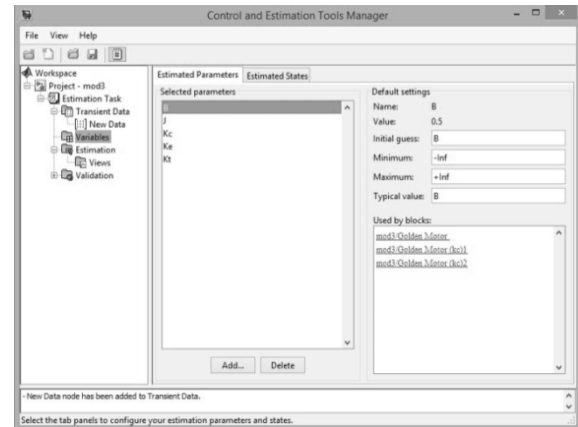 Control and Estimation Tools Manager
File View Help
Workspace
Project - mod3
Estimation Task
Transient Data
New Data
Variables
Estimation
Views
Validation
Estimated Parameters Estimated States
Selected parameters
B
J
Kc
Ke
Kt
Add... Delete
Default settings
Name: B
Value: 0.5
Initial guess: B
Minimum: -Inf
Maximum: +Inf
Typical value: B
Used by blocks:
mod3/Golden Motor
mod3/Golden Motor (kc)1
mod3/Golden Motor (kc)2
- New Data node has been added to Transient Data.
Select the tab panels to configure your estimation parameters and states.